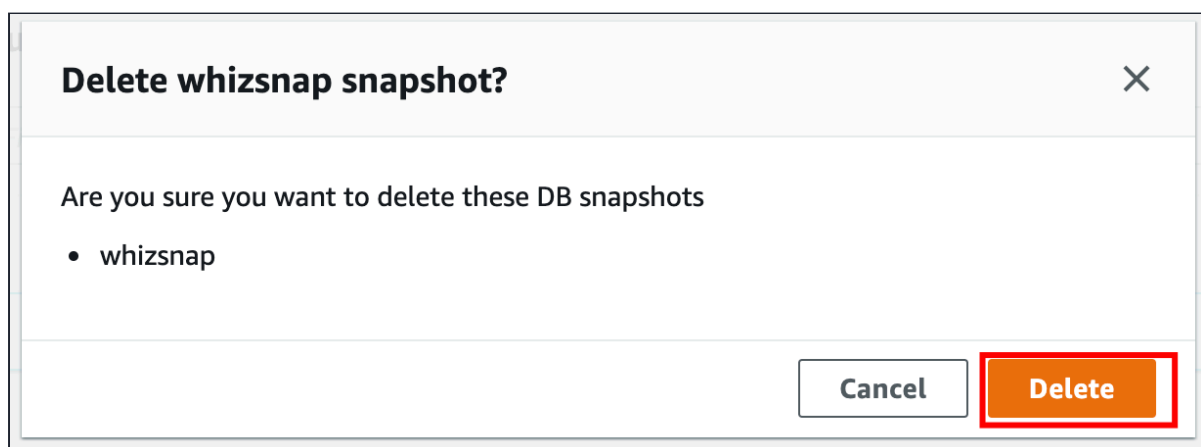 Delete whizsnap snapshot?
Are you sure you want to delete these DB snapshots
• whizsnap
Cancel
Delete